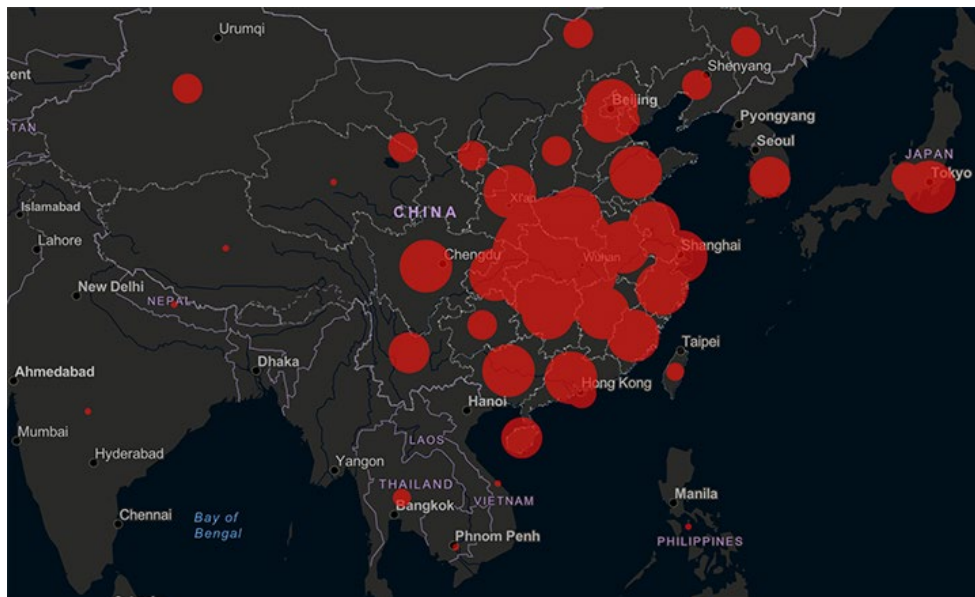 Urumqi
Shenyang
kent
Beijing
TAN
Pyongyang
Seoul
JAPAN
Tokyo
Xi'an
Islamabad
CHINA
Lahore
Chengdu
Wuhan
Shanghai
New Delhi
NEPAL
Taipei
Dhaka
Ahmedabad
Hong Kong
Hanoi
Mumbai
LAOS
Hyderabad
Yangon
THAILAND
VIETNAM
Manila
Bangkok
Chennai
Bay of
Bengal
Phnom Penh
PHILIPPINES